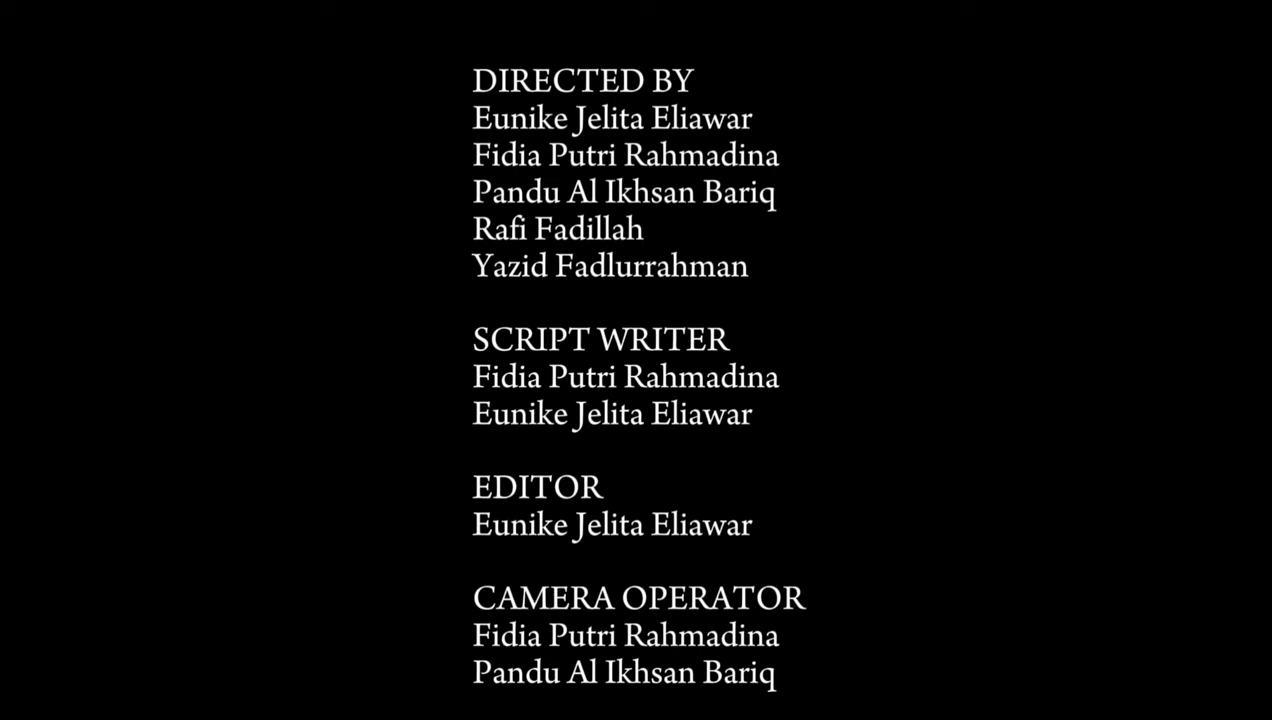 DIRECTED BY
Eunike Jelita Eliawar
Fidia Putri Rahmadina
Pandu Al Ikhsan Bariq
Rafi Fadillah
Yazid Fadlurrahman
SCRIPT WRITER
Fidia Putri Rahmadina
Eunike Jelita Eliawar
EDITOR
Eunike Jelita Eliawar
CAMERA OPERATOR
Fidia Putri Rahmadina
Pandu Al Ikhsan Bariq